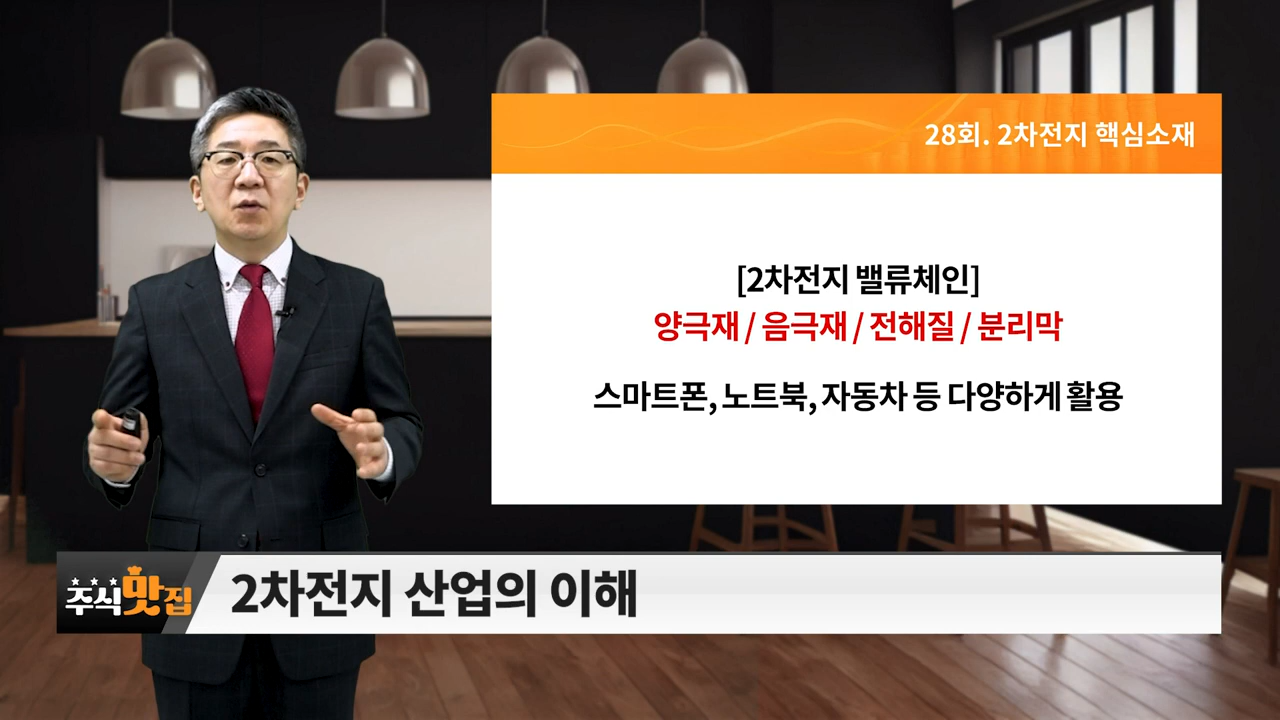 28회. 2차전지 핵심소재
[2차전지 밸류체인]
양극재 / 음극재 / 전해질 / 분리막
스마트폰, 노트북, 자동차 등 다양하게 활용
주식맛집
2차전지 산업의 이해